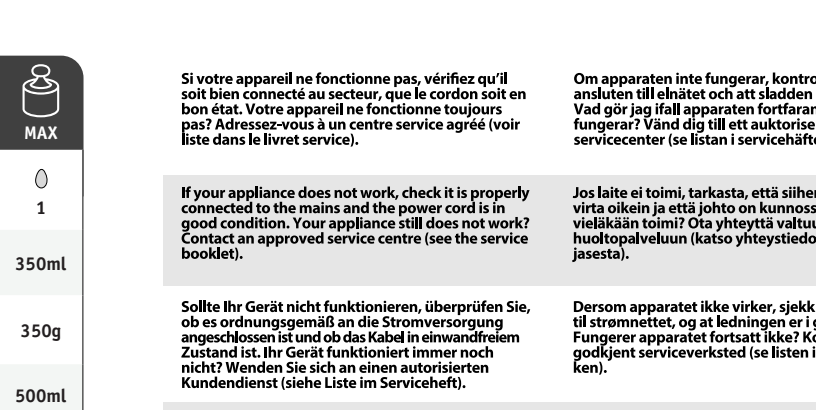 MAX
1
350ml
350g
500ml
Si votre appareil ne fonctionne pas, vérifiez qu'il
soit bien connecté au secteur, que le cordon soit en
bon état. Votre appareil ne fonctionne toujours
pas? Adressez-vous à un centre service agréé (voir
liste dans le livret service).
If your appliance does not work, check it is properly
connected to the mains and the power cord is in
good condition. Your appliance still does not work?
Contact an approved service centre (see the service
booklet).
Sollte Ihr Gerät nicht funktionieren, überprüfen Sie,
ob es ordnungsgemäß an die Stromversorgung
angeschlossen ist und ob das Kabel in einwandfreiem
Zustand ist. Ihr Gerät funktioniert immer noch
nicht? Wenden Sie sich an einen autorisierten
Kundendienst (siehe Liste im Serviceheft).
Om apparaten inte fungerar,
ansluten till elnätet och att sladden
Vad gör jag ifall apparaten
fungerar? Vänd dig till ett
servicecenter (se listan i
Jos laite ei toimi, tarkasta, että
virta oikein ja että johto on
vieläkään toimi? Ota yhteyttä
huoltopalveluun (katso
jasesta).
Dersom apparatet ikke virker, sjekk
til strømnettet, og at ledningen er i
Fungerer apparatet fortsatt ikke?
godkjent serviceverksted (se listen i
ken).